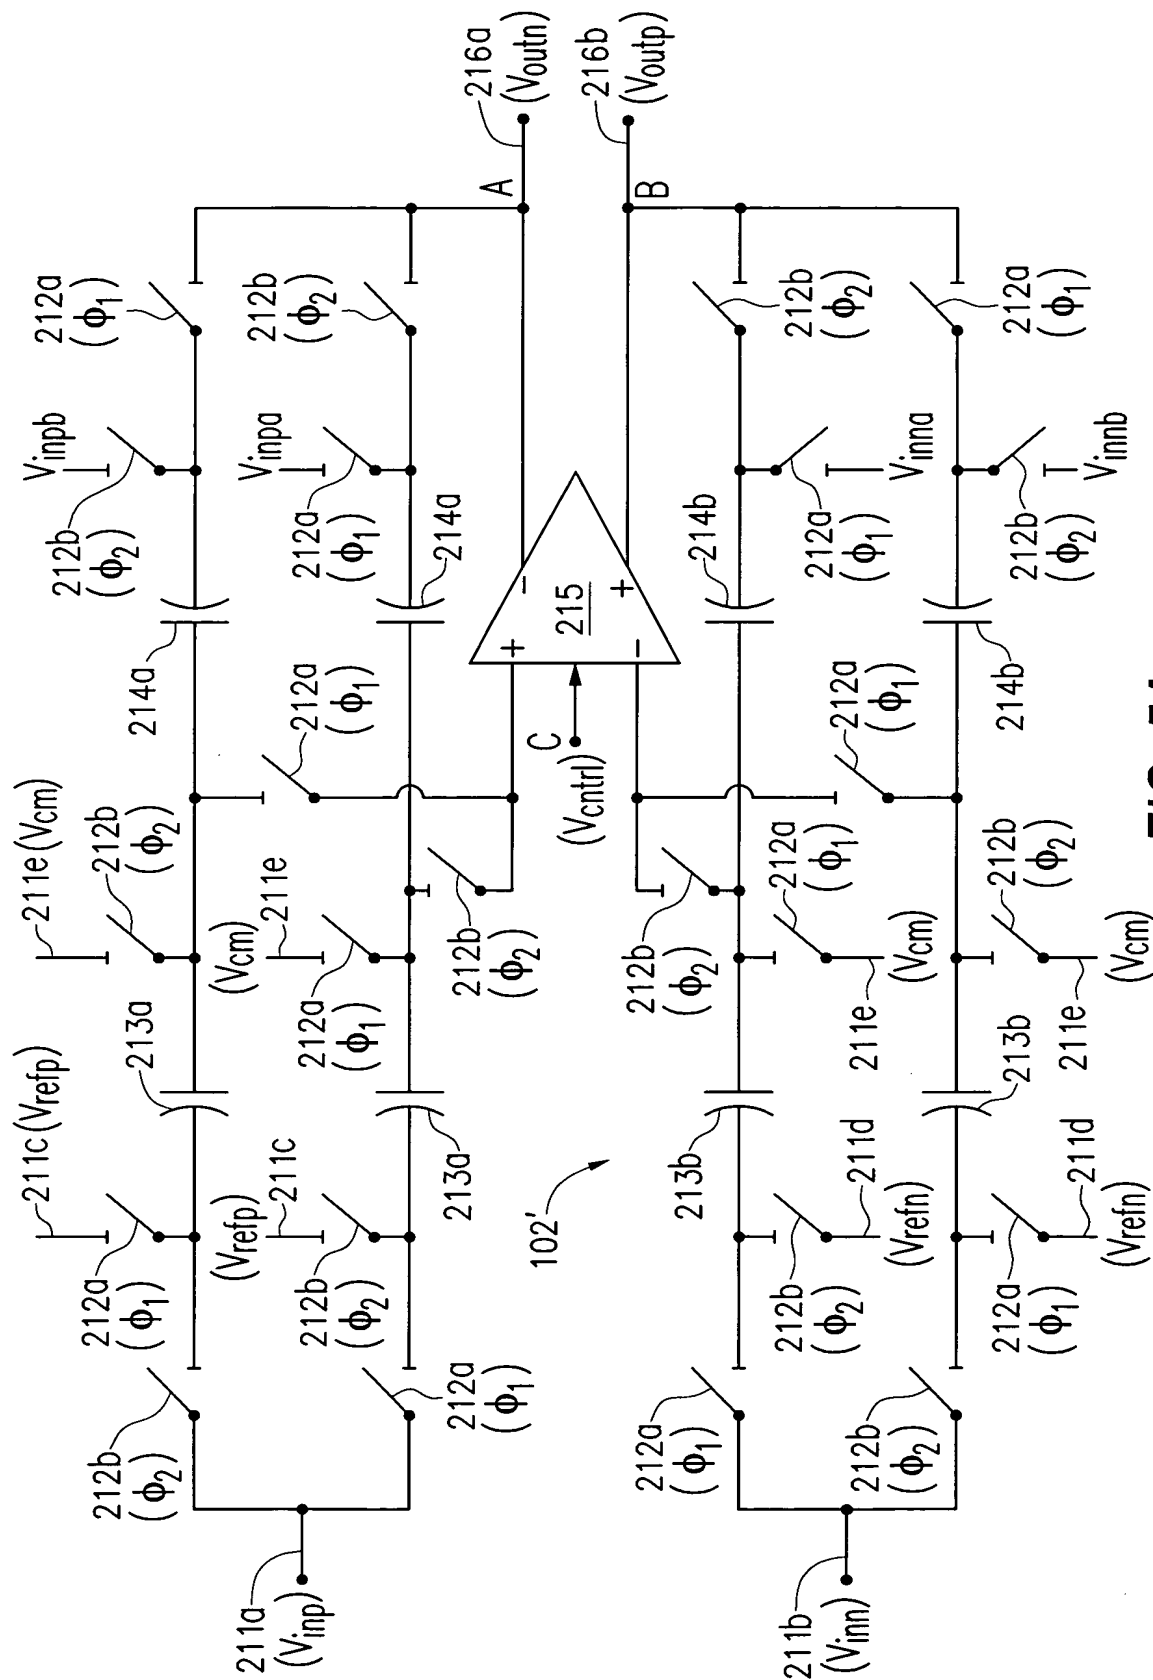 211c(Vrefp)
211e(Vcm)
212a
(ϕ1)
213a
(Vcm)
212b
(ϕ2)
214a
Vinpb
212b
(ϕ2)
212a
(ϕ1)
212b
(ϕ2)
(Vrefp)
211c
212b
(ϕ2)
211e
212a
(ϕ1)
212a
(ϕ1)
Vinpa
212a
(ϕ1)
214a
212b
(ϕ2)
216a
(Voutn)
A
211a
(Vinp)
212a
(ϕ1)
213a
212b
(ϕ2)
+
-
215
C
(Vcntrl)
-
+
B
216b
(Voutp)
102'
212a
(ϕ1)
213b
212b
(ϕ2)
211d
(Vrefn)
212b
(ϕ2)
212a
(ϕ1)
211e
(Vcm)
212a
(ϕ1)
214b
212a
(ϕ1)
Vinna
212b
(ϕ2)
211b
(Vinn)
212b
(ϕ2)
212a
(ϕ1)
211d
(Vrefn)
213b
212b
(ϕ2)
211e
(Vcm)
214b
212b
(ϕ2)
Vinnb
212a
(ϕ1)